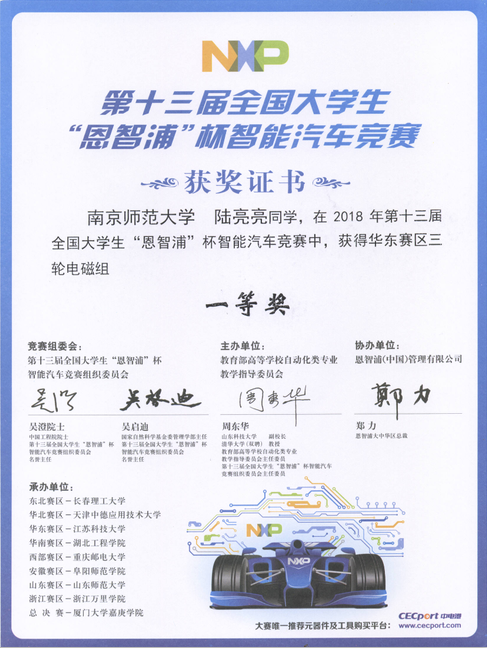 NXP
第十三届全国大学生
“恩智浦”杯智能汽车竞赛
获奖证书
南京师范大学 陆亮亮同学，在 2018 年第十三届
全国大学生“恩智浦”杯智能汽车竞赛中，获得华东赛区三
轮电磁组
一等奖
竞赛组委会：
第十三届全国大学生“恩智浦”杯
智能汽车竞赛组织委员会
主办单位：
教育部高等学校自动化类专业
教学指导委员会
协办单位：
恩智浦(中国)管理有限公司
吴澄
吴启迪
周东华
郑力
吴澄院士
中国工程院院士
第十三届全国大学生“恩智浦”杯
智能汽车竞赛组织委员会
名誉主任
吴启迪
国家自然科学基金委管理学部主任
第十三届全国大学生“恩智浦”杯
智能汽车竞赛组织委员会
名誉主任
周东华
山东科技大学 副校长
清华大学(双聘) 教授
教育部高等学校自动化类专业
教学指导委员会主任委员
第十三届全国大学生“恩智浦”杯智能汽车
竞赛组织委员会主任委员
郑 力
恩智浦大中华区总裁
承办单位：
东北赛区－长春理工大学
华北赛区－天津中德应用技术大学
华东赛区－江苏科技大学
华南赛区－湖北工程学院
西部赛区－重庆邮电大学
安徽赛区－阜阳师范学院
山东赛区－山东师范大学
浙江赛区－浙江万里学院
总 决 赛－厦门大学嘉庚学院
NXP
NXP
大赛唯一推荐元器件及工具购买平台：
CECport 中电港
www.cecport.com